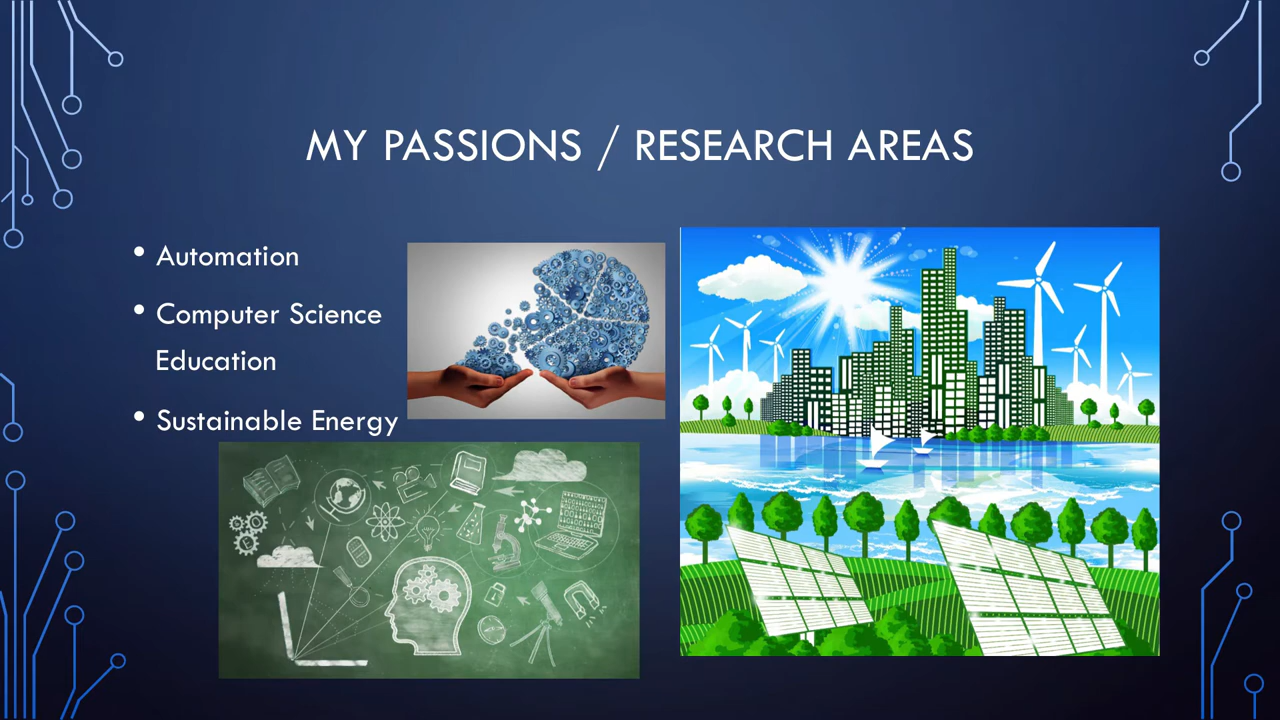 MY PASSIONS / RESEARCH AREAS
• Automation
• Computer Science
Education
• Sustainable Energy